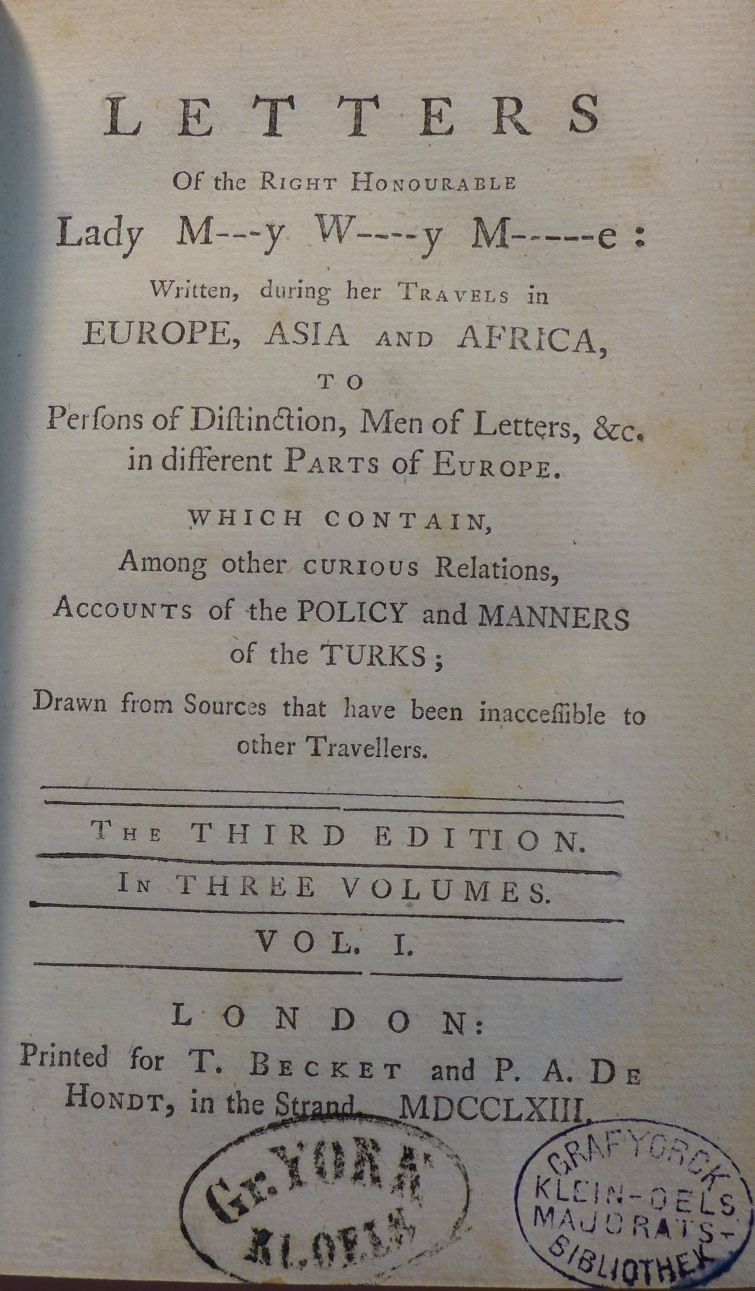 LETTERS
Of the RIGHT HONOURABLE
Lady M---y W----y M-----e :
Written, during her TRAVELS in
EUROPE, ASIA AND AFRICA,
TO
Perſons of Diſtinction, Men of Letters, &c.
in different PARTS of EUROPE.
WHICH CONTAIN,
Among other CURIOUS Relations,
ACCOUNTS of the POLICY and MANNERS
of the TURKS ;
Drawn from Sources that have been inacceſſible to
other Travellers.
THE THIRD EDITION.
IN THREE VOLUMES.
VOL. I.
LONDON:
Printed for T. BECKET and P. A. DE
HONDT, in the Strand. MDCCLXIII.
Gr. YORK
GRAF YORCK
KLEIN-OELS
MAJORATS-
BIBLIOTHEK